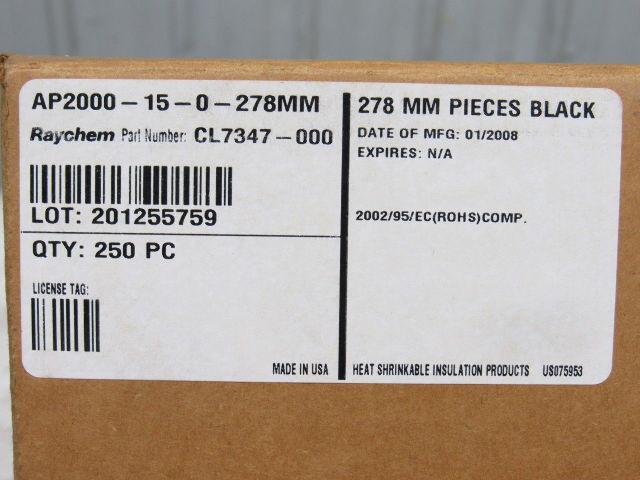 AP2000-15-0-278MM
Raychem Part Number: CL7347-000
LOT: 201255759
QTY: 250 PC
LICENSE TAG:
MADE IN USA
278 MM PIECES BLACK
DATE OF MFG: 01/2008
EXPIRES: N/A
2002/95/EC(ROHS)COMP.
HEAT SHRINKABLE INSULATION PRODUCTS US075953